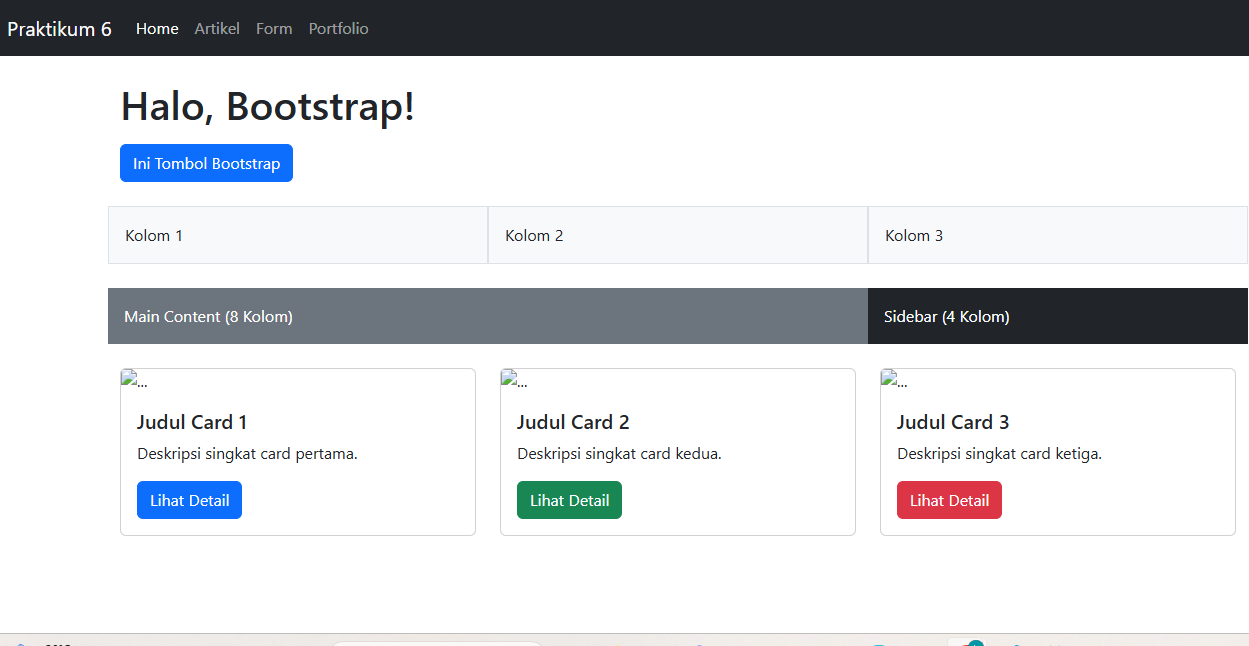 Praktikum 6 Home Artikel Form Portfolio
Halo, Bootstrap!
Ini Tombol Bootstrap
Kolom 1 Kolom 2 Kolom 3
Main Content (8 Kolom) Sidebar (4 Kolom)
... ... ...
Judul Card 1 Judul Card 2 Judul Card 3
Deskripsi singkat card pertama. Deskripsi singkat card kedua. Deskripsi singkat card ketiga.
Lihat Detail Lihat Detail Lihat Detail